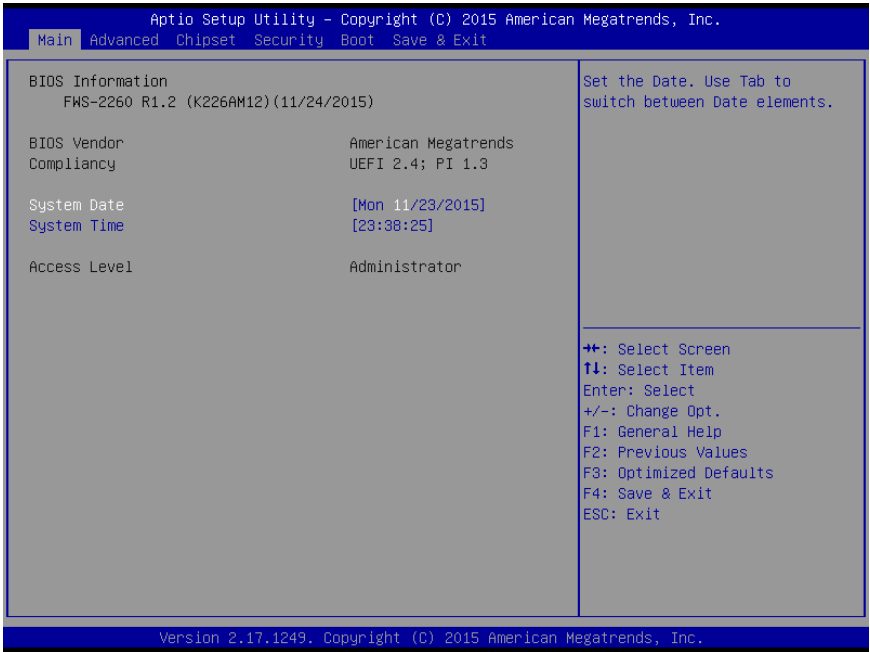 Aptio Setup Utility – Copyright (C) 2015 American Megatrends, Inc.
Main Advanced Chipset Security Boot Save & Exit
BIOS Information
FWS-2260 R1.2 (K226AM12)(11/24/2015)
BIOS Vendor American Megatrends
Compliancy UEFI 2.4; PI 1.3
System Date [Mon 11/23/2015]
System Time [23:38:25]
Access Level Administrator
Set the Date. Use Tab to
switch between Date elements.
→←: Select Screen
↑↓: Select Item
Enter: Select
+/-: Change Opt.
F1: General Help
F2: Previous Values
F3: Optimized Defaults
F4: Save & Exit
ESC: Exit
Version 2.17.1249. Copyright (C) 2015 American Megatrends, Inc.